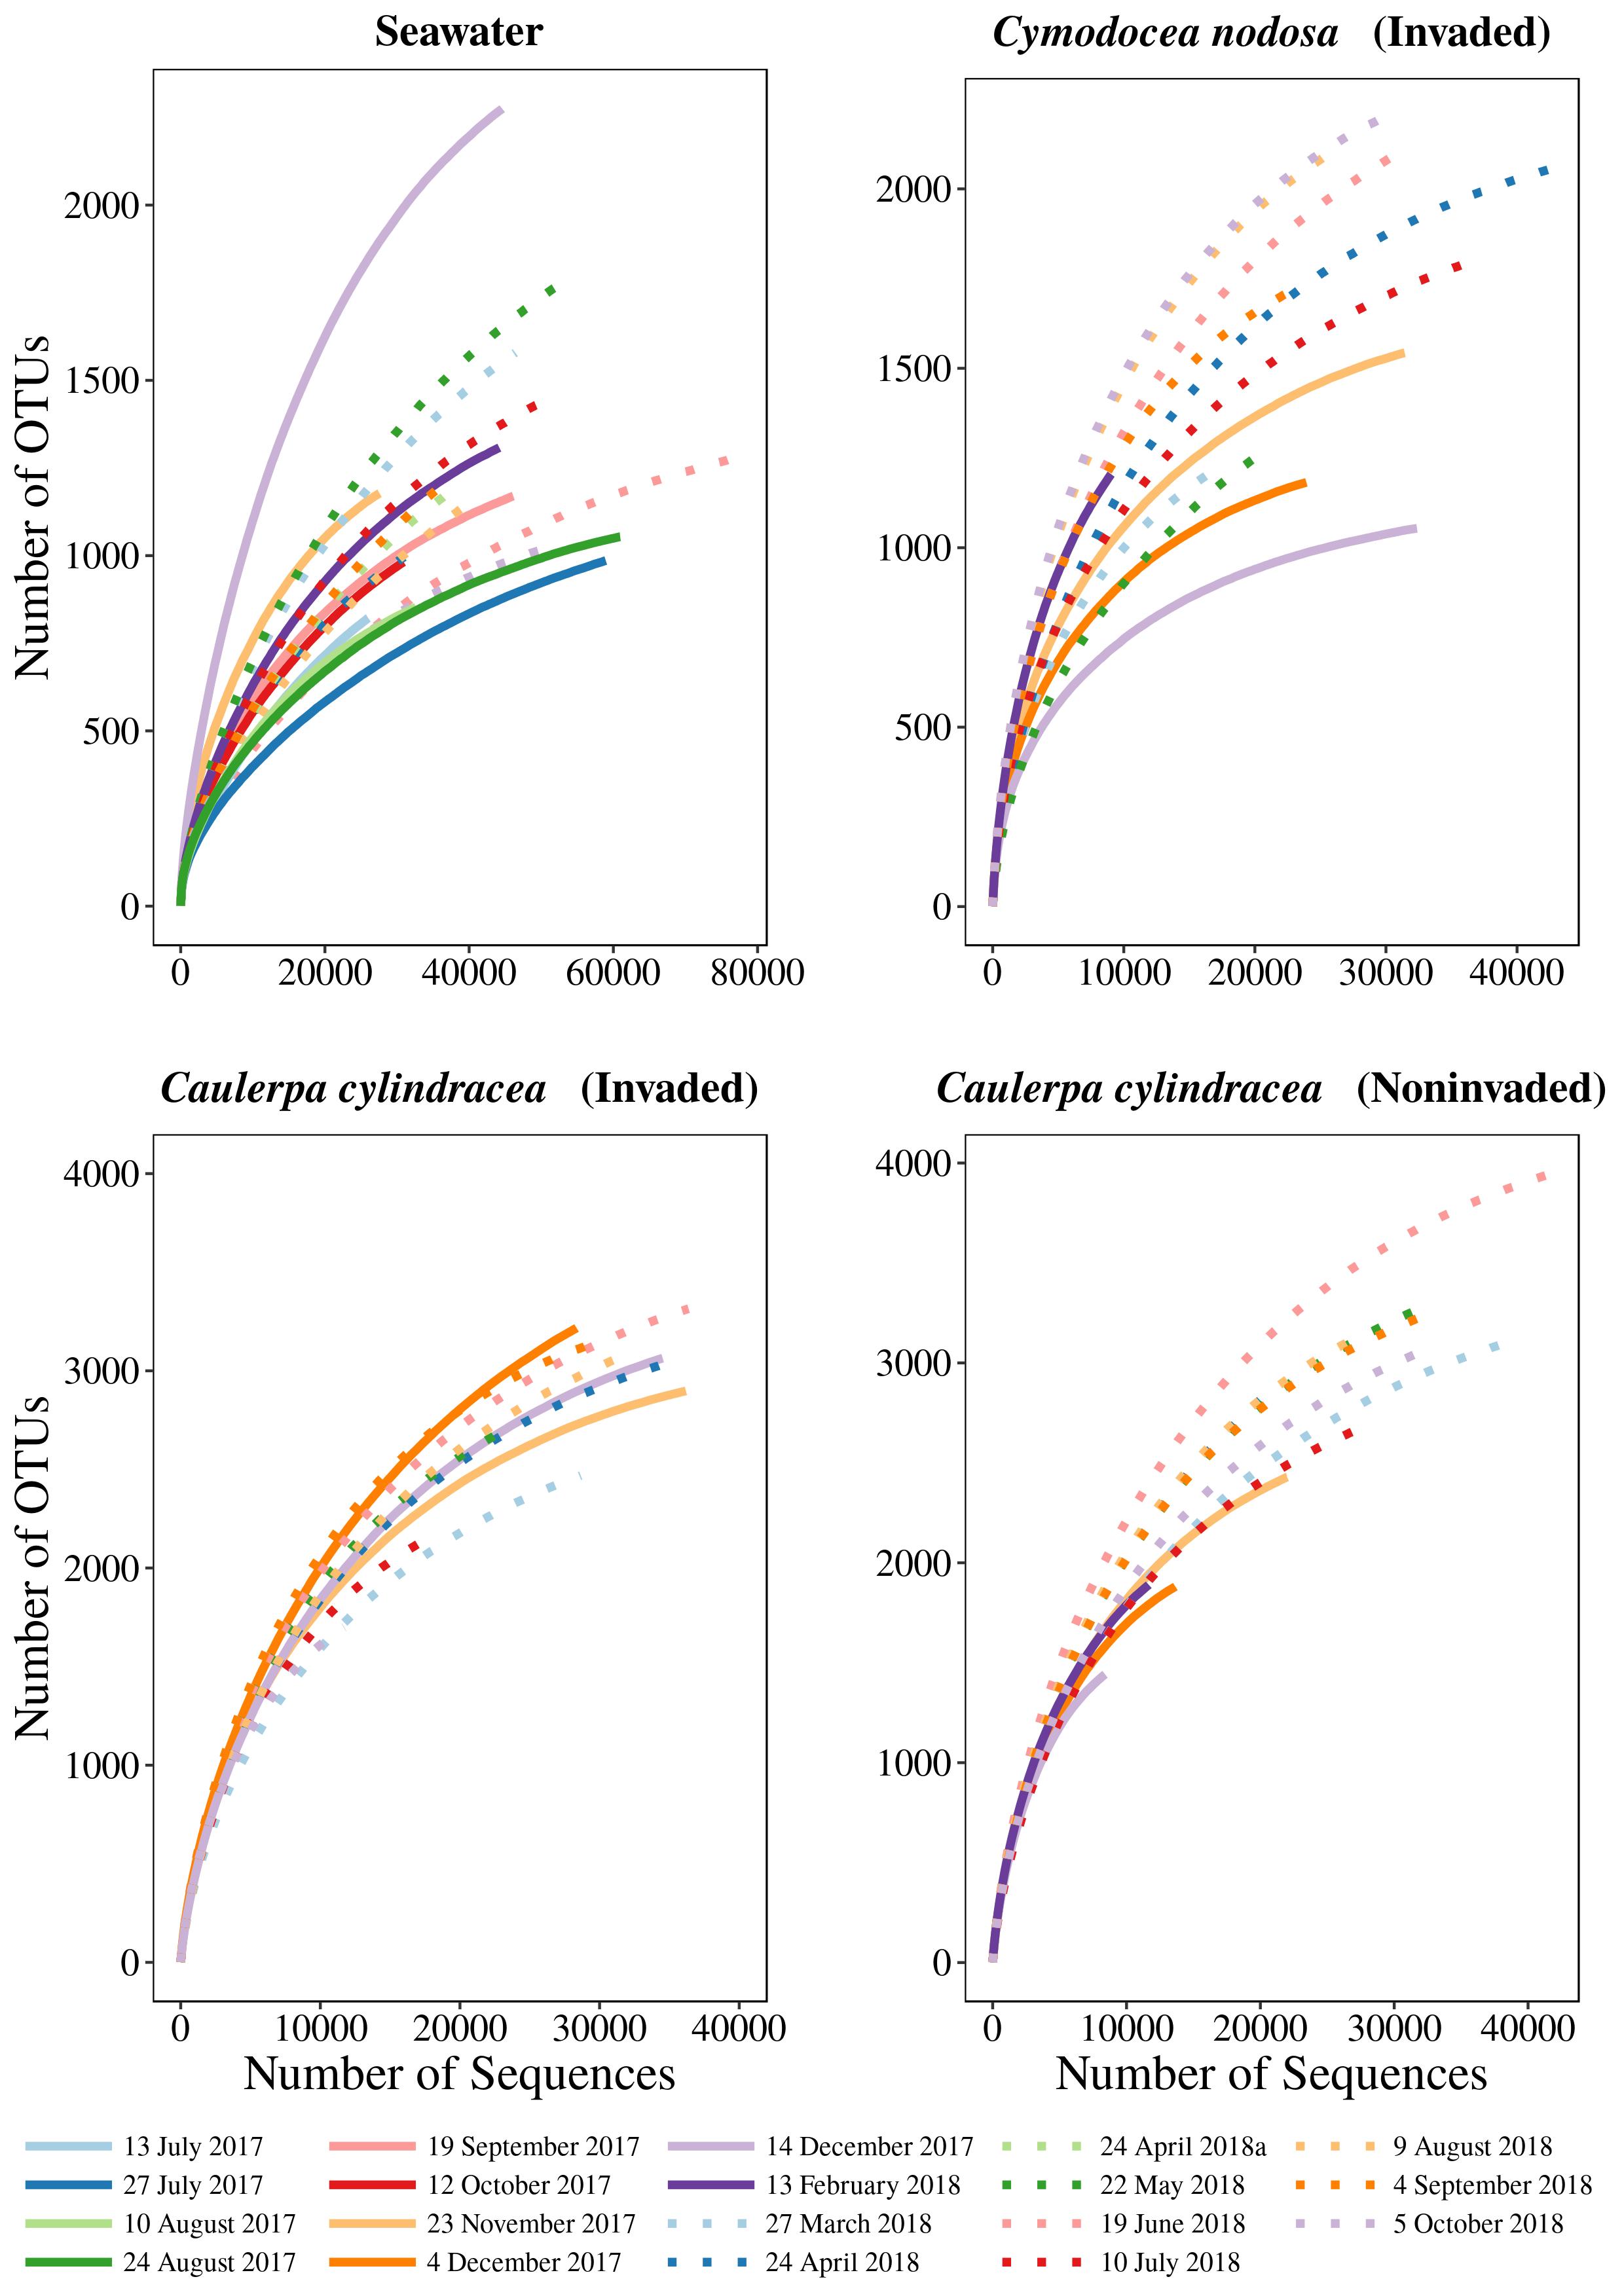 Seawater
Cymodocea nodosa (Invaded)
Number of OTUs
2000
1500
1000
500
0
0 20000 40000 60000 80000
2000
1500
1000
500
0
0 10000 20000 30000 40000
Caulerpa cylindracea (Invaded)
Caulerpa cylindracea (Noninvaded)
Number of OTUs
4000
3000
2000
1000
0
0 10000 20000 30000 40000
Number of Sequences
4000
3000
2000
1000
0
0 10000 20000 30000 40000
Number of Sequences
13 July 2017
27 July 2017
10 August 2017
24 August 2017
19 September 2017
12 October 2017
23 November 2017
4 December 2017
14 December 2017
13 February 2018
27 March 2018
24 April 2018
24 April 2018a
22 May 2018
19 June 2018
10 July 2018
9 August 2018
4 September 2018
5 October 2018